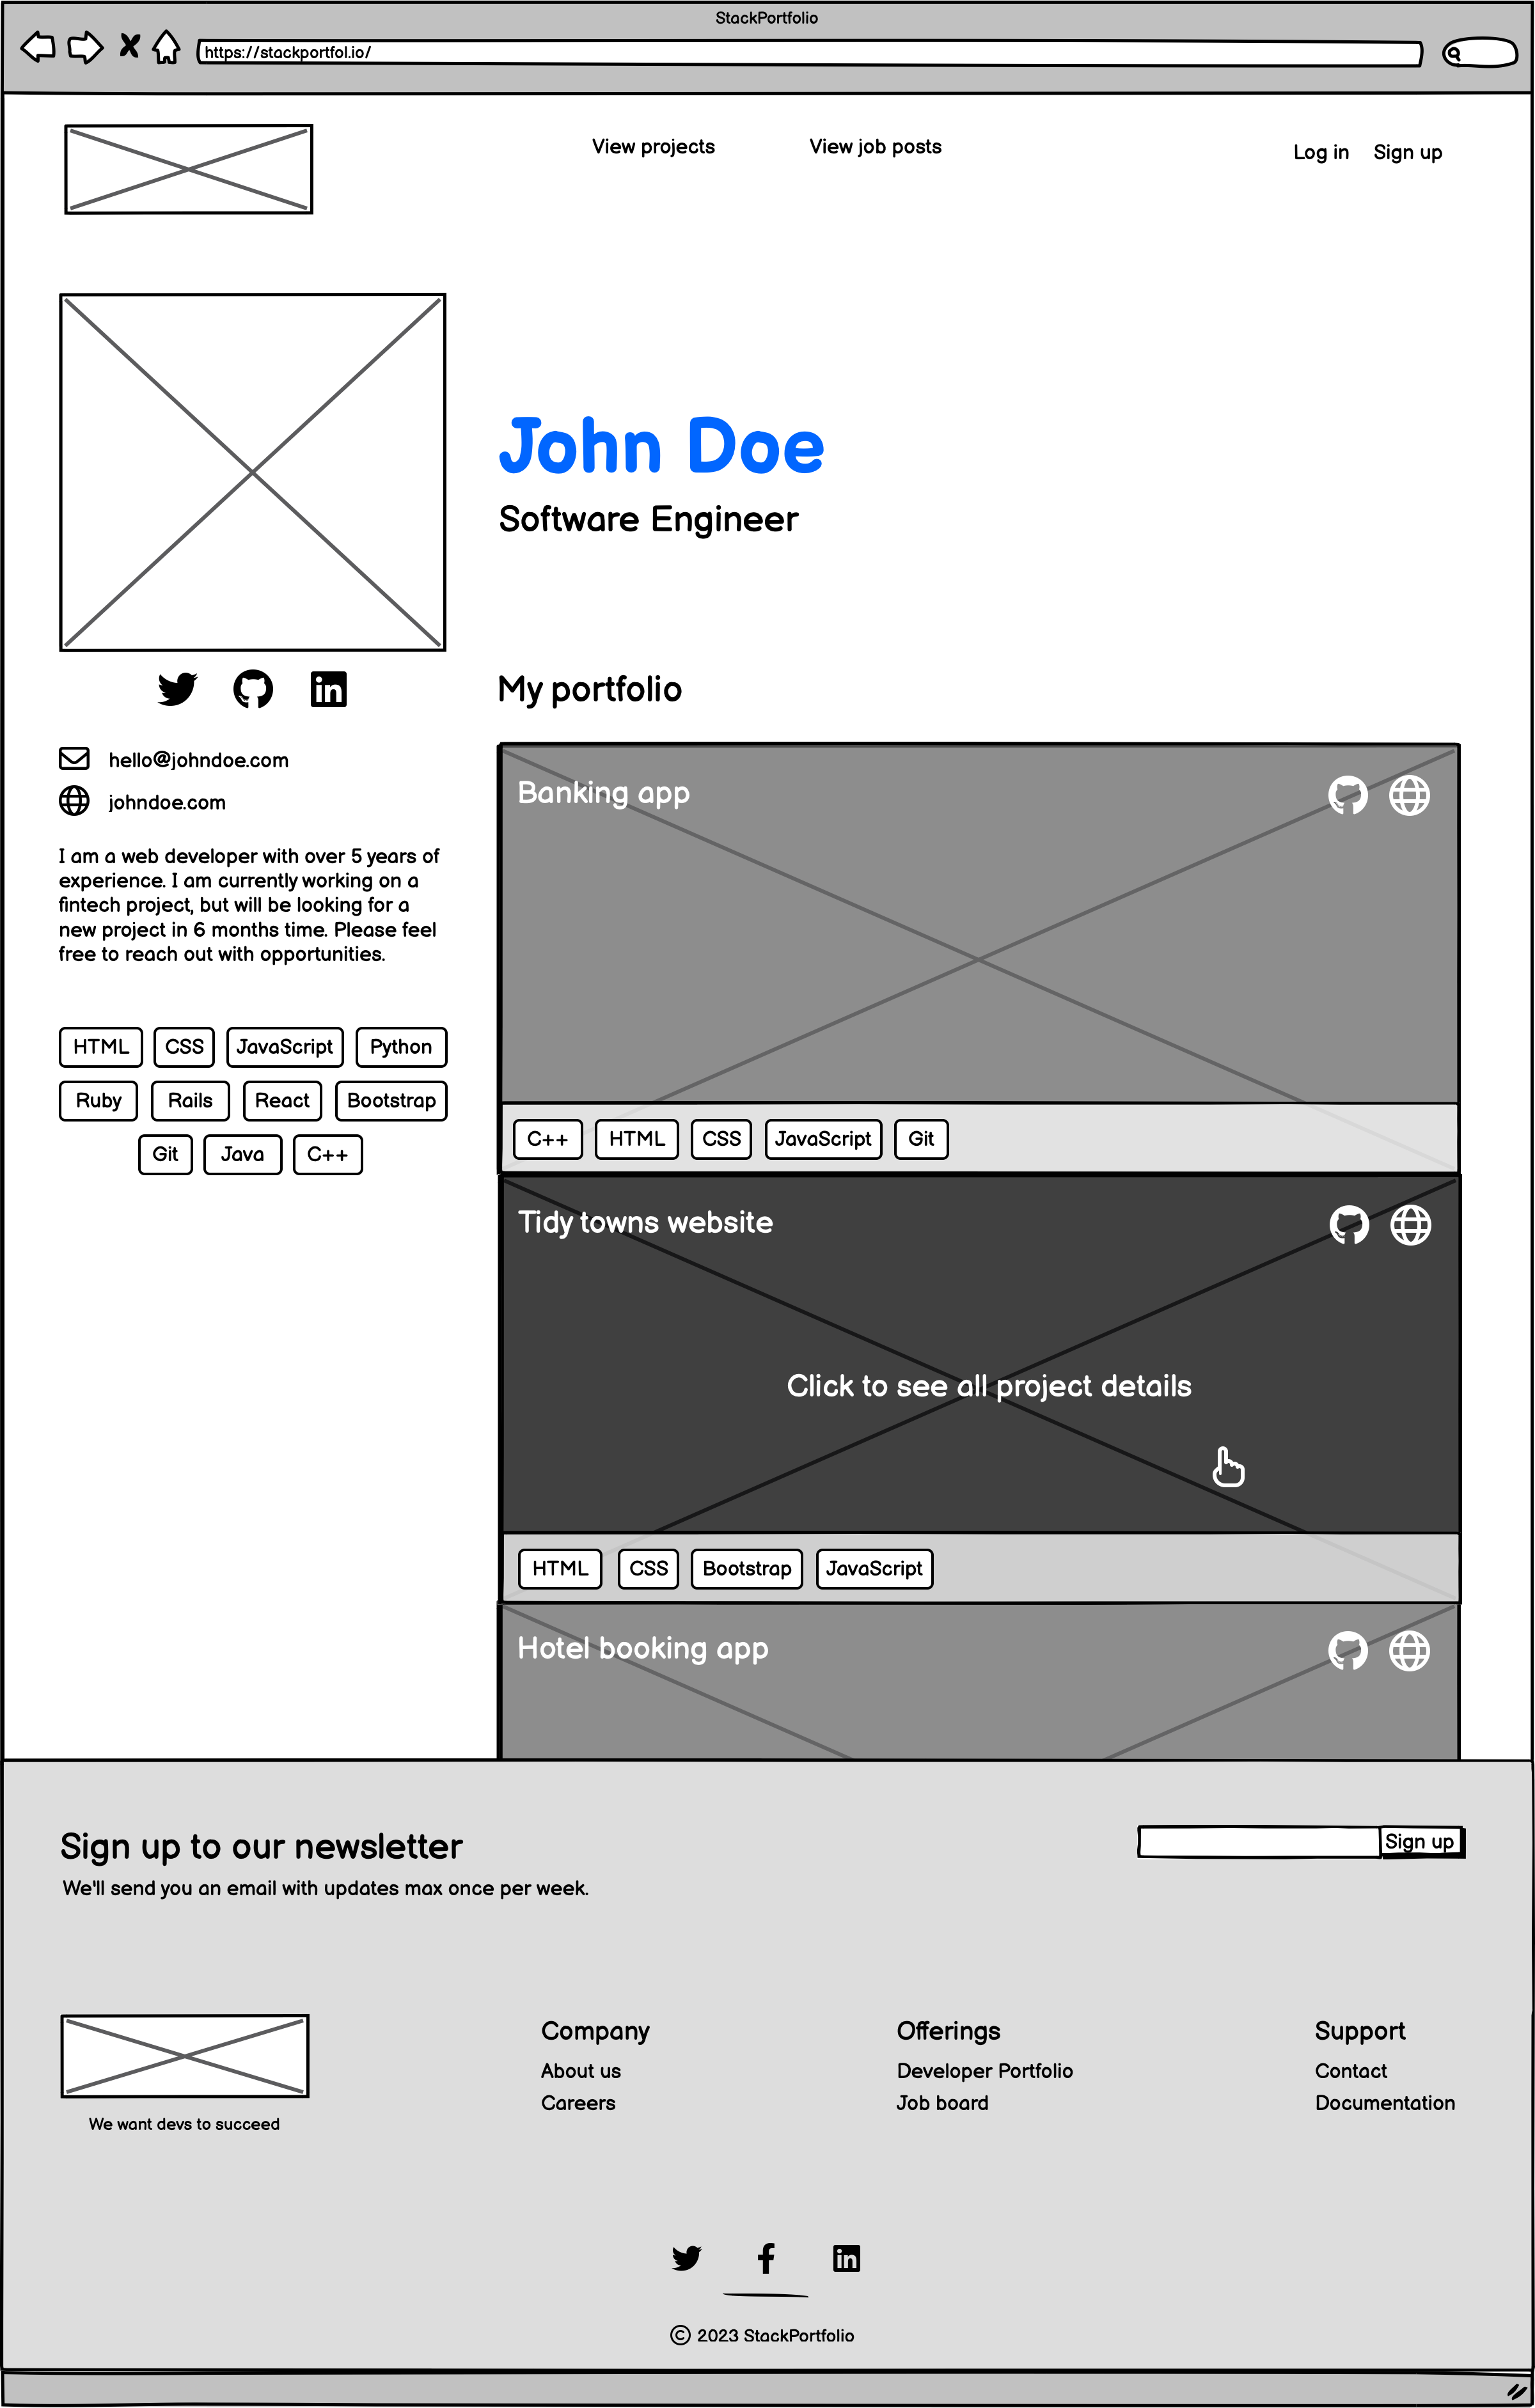 StackPortfolio
https://stackportfol.io/
View projects
View job posts
Log in
Sign up
John Doe
Software Engineer
My portfolio
hello@johndoe.com
johndoe.com
I am a web developer with over 5 years of
experience. I am currently working on a
fintech project, but will be looking for a
new project in 6 months time. Please feel
free to reach out with opportunities.
HTML
CSS
JavaScript
Python
Ruby
Rails
React
Bootstrap
Git
Java
C++
Banking app
C++
HTML
CSS
JavaScript
Git
Tidy towns website
Click to see all project details
HTML
CSS
Bootstrap
JavaScript
Hotel booking app
Sign up to our newsletter
We'll send you an email with updates max once per week.
Sign up
We want devs to succeed
Company
About us
Careers
Offerings
Developer Portfolio
Job board
Support
Contact
Documentation
© 2023 StackPortfolio